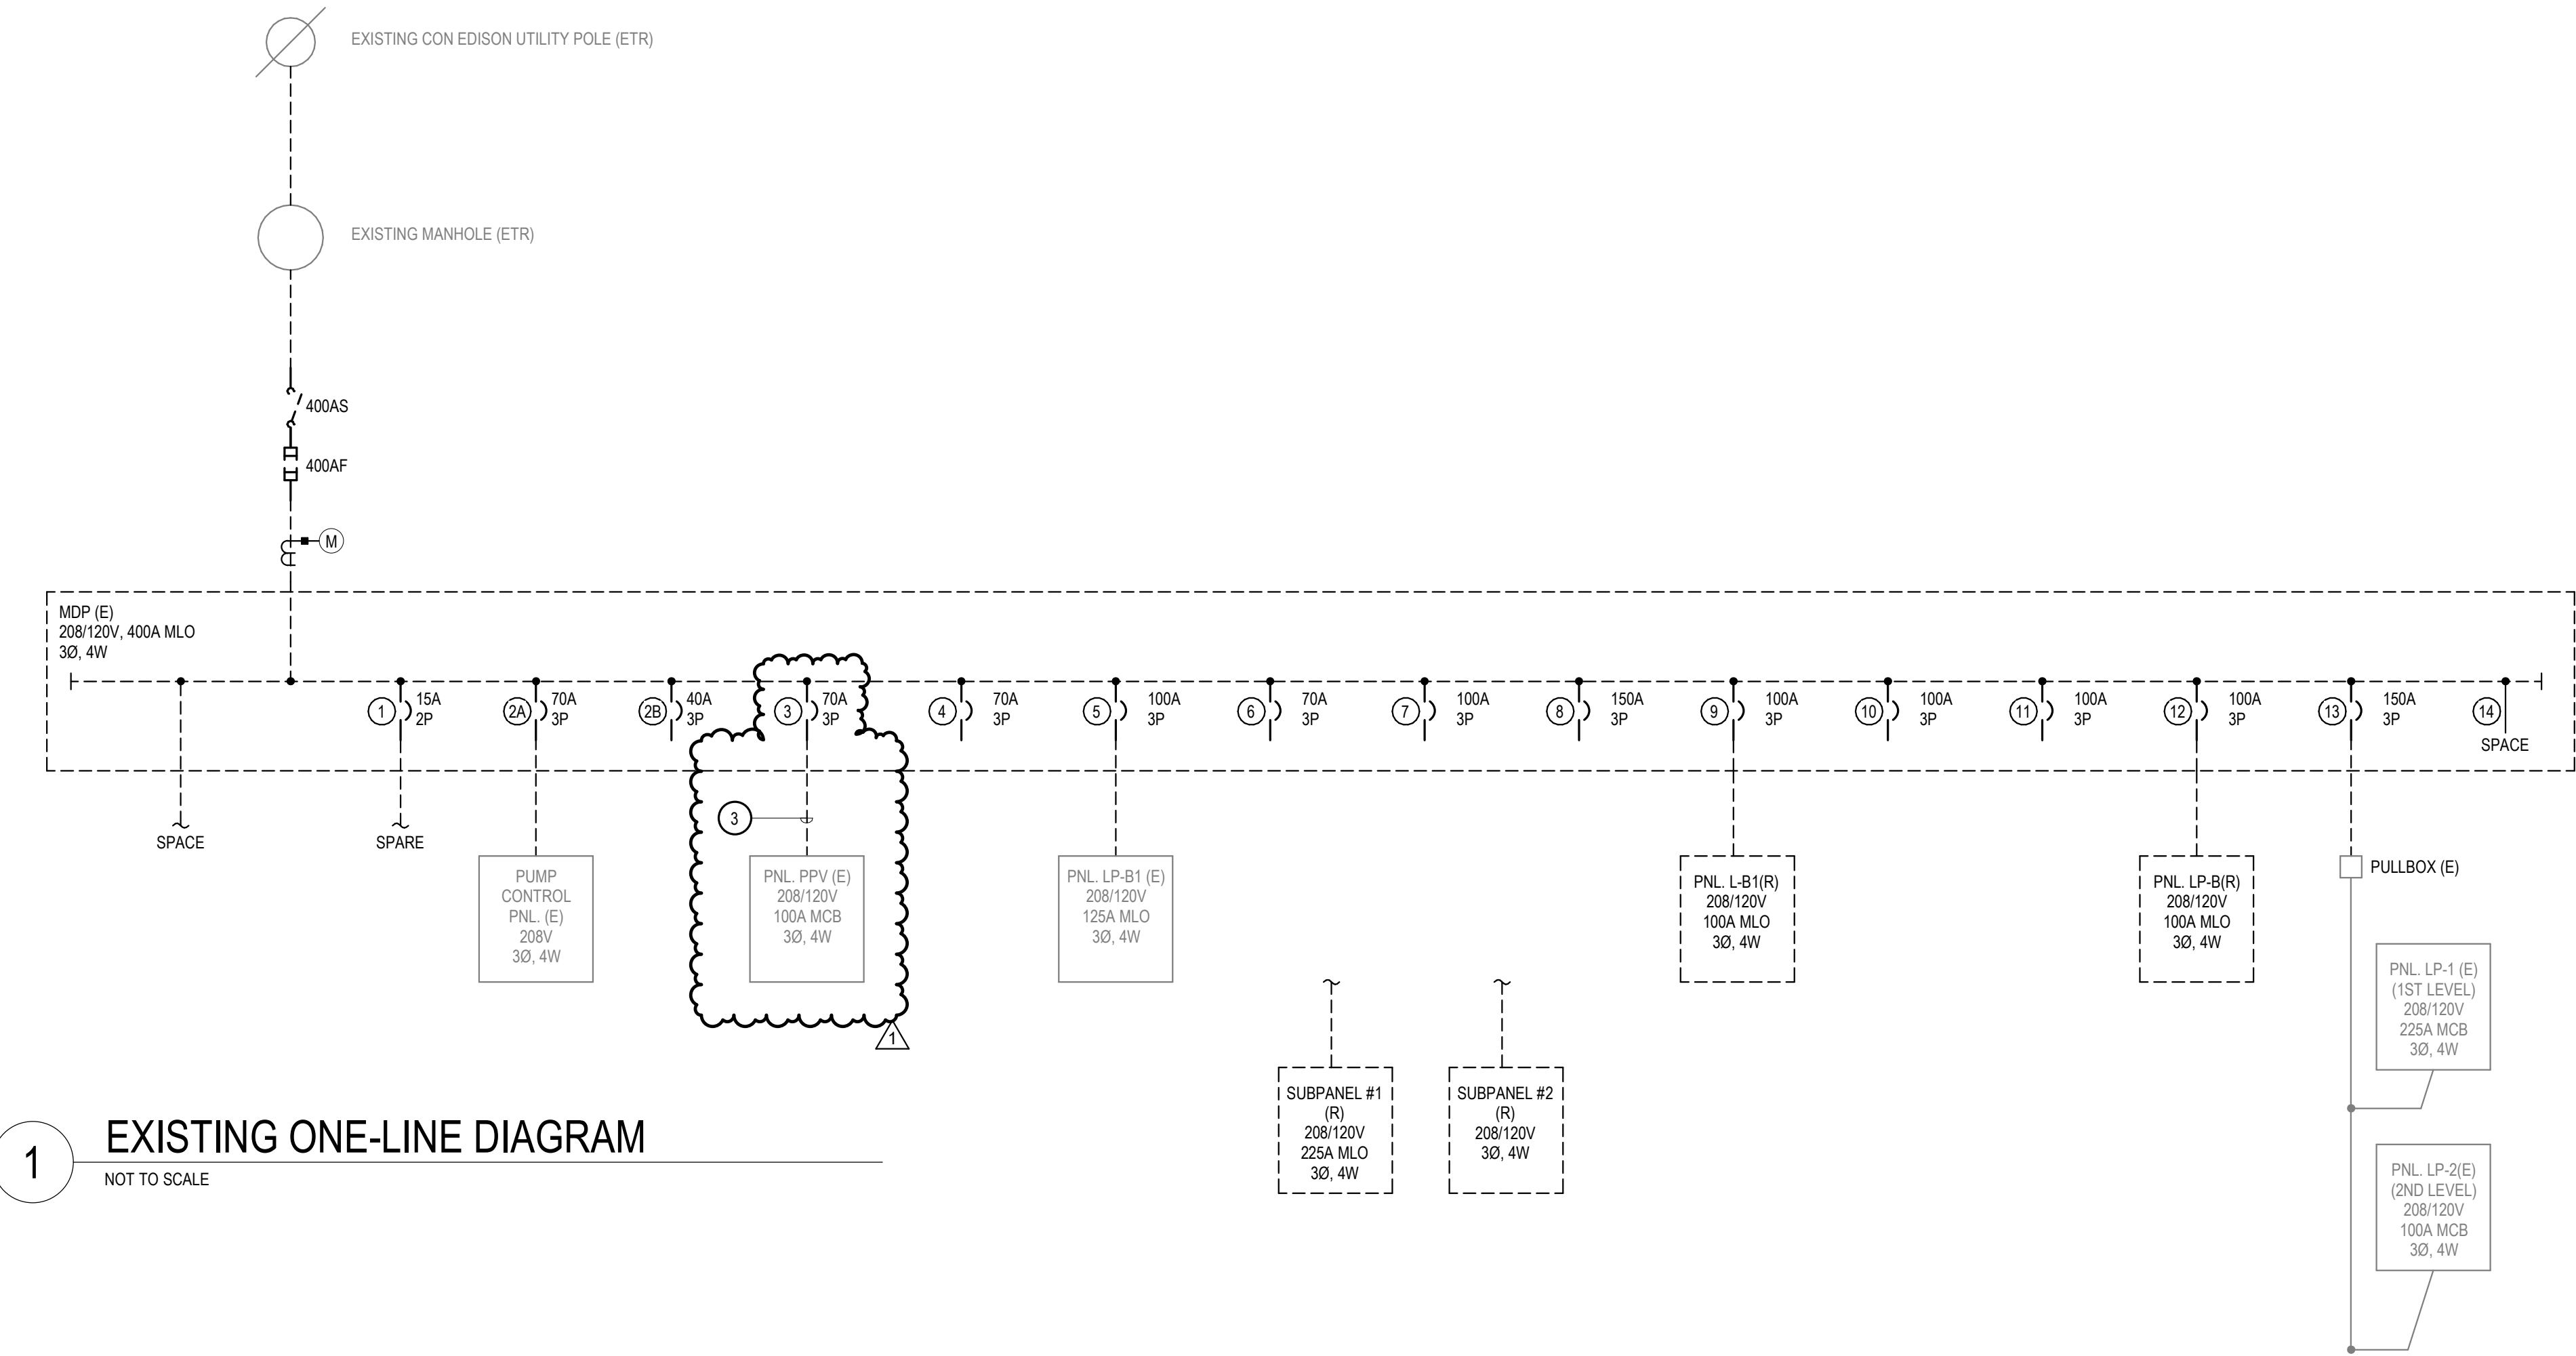 EXISTING CON EDISON UTILITY POLE (ETR)
EXISTING MANHOLE (ETR)
400AS
400AF
M
MDP (E)
208/120V, 400A MLO
3Ø, 4W
1
15A
2P
2A
70A
3P
2B
40A
3P
3
70A
3P
4
70A
3P
5
100A
3P
6
70A
3P
7
100A
3P
8
150A
3P
9
100A
3P
10
100A
3P
11
100A
3P
12
100A
3P
13
150A
3P
14
SPACE
SPACE
SPARE
3
PUMP
CONTROL
PNL. (E)
208V
3Ø, 4W
PNL. PPV (E)
208/120V
100A MCB
3Ø, 4W
1
PNL. LP-B1 (E)
208/120V
125A MLO
3Ø, 4W
PNL. L-B1(R)
208/120V
100A MLO
3Ø, 4W
PNL. LP-B(R)
208/120V
100A MLO
3Ø, 4W
PULLBOX (E)
PNL. LP-1 (E)
(1ST LEVEL)
208/120V
225A MCB
3Ø, 4W
SUBPANEL #1
(R)
208/120V
225A MLO
3Ø, 4W
SUBPANEL #2
(R)
208/120V
3Ø, 4W
PNL. LP-2(E)
(2ND LEVEL)
208/120V
100A MCB
3Ø, 4W
1
EXISTING ONE-LINE DIAGRAM
NOT TO SCALE